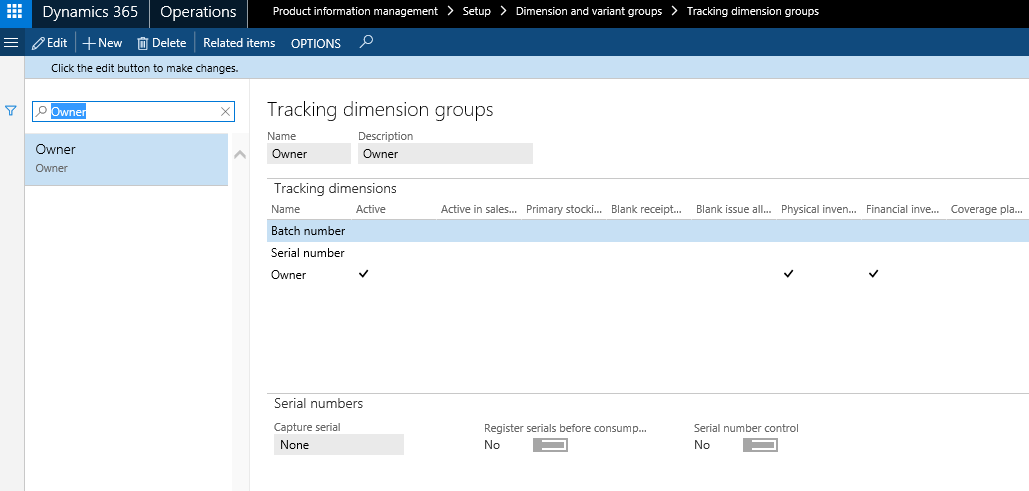 Dynamics 365 Operations Product information management > Setup > Dimension and variant groups > Tracking dimension groups
Edit New Delete Related items OPTIONS
Click the edit button to make changes.
Owner
Owner
Owner
Tracking dimension groups
Name Description
Owner Owner
Tracking dimensions
Name Active Active in sales... Primary stocki... Blank receipt... Blank issue all... Physical inven... Financial inve... Coverage pla...
Batch number
Serial number
Owner
Serial numbers
Capture serial Register serials before consump... Serial number control
None No No